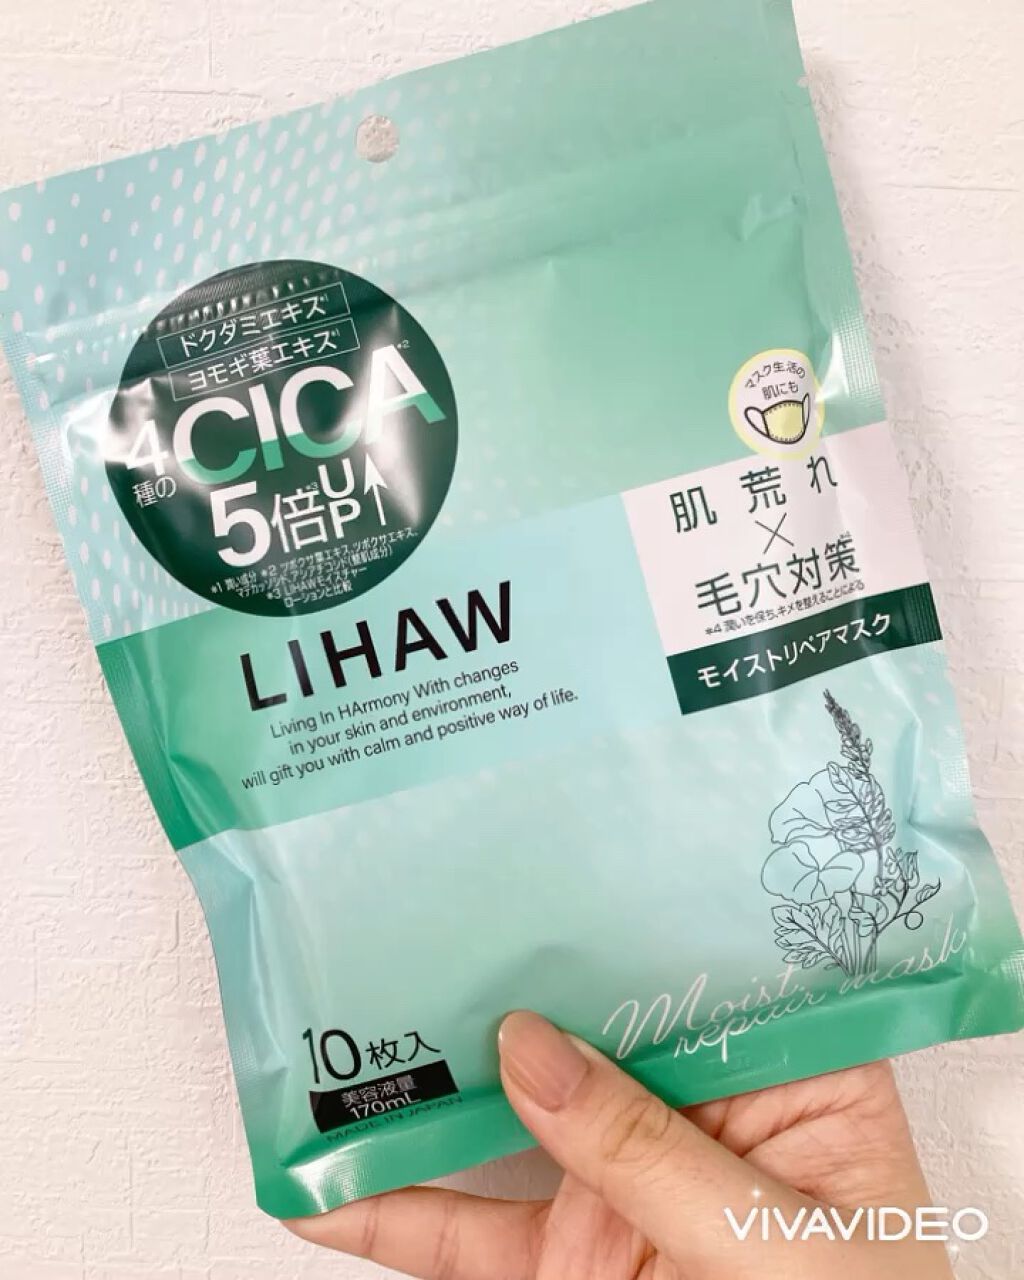 ドクダミエキス*1
ヨモギ葉エキス*1
4種の
CICA*2
5倍*3UP
*1 潤い成分 *2 ツボクサ葉エキス、ツボクサエキス、
マデカッソシド、アシアチコシド(整肌成分)
*3 LIHAWモイスチャー
ローションと比較
マスク生活の
肌にも
肌荒れ
×
毛穴対策*4
*4 潤いを保ち、キメを整えることによる
モイストリペアマスク
LIHAW
Living In HArmony With changes
in your skin and environment,
will gift you with calm and positive way of life.
Moist
repair mask
10枚入
美容液量
170mL
MADE IN JAPAN
VIVAVIDEO